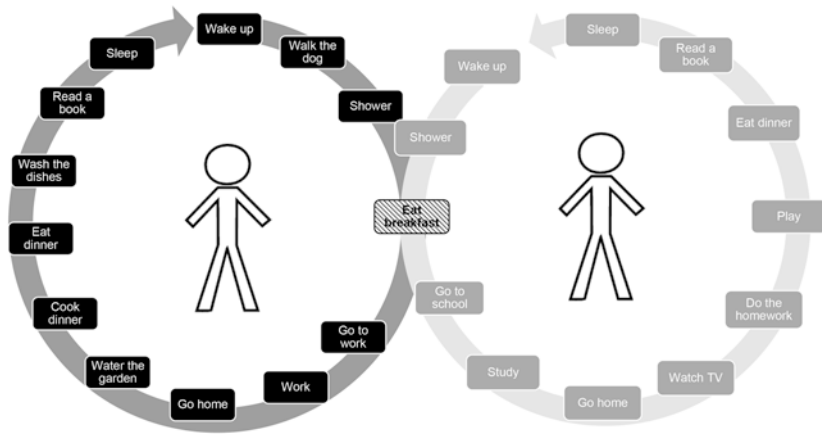 Wake up
Walk the
dog
Shower
Eat
breakfast
Go to
work
Work
Go home
Water the
garden
Cook
dinner
Eat
dinner
Wash the
dishes
Read a
book
Sleep
Wake up
Shower
Go to
school
Study
Go home
Watch TV
Do the
homework
Play
Eat dinner
Read a
book
Sleep